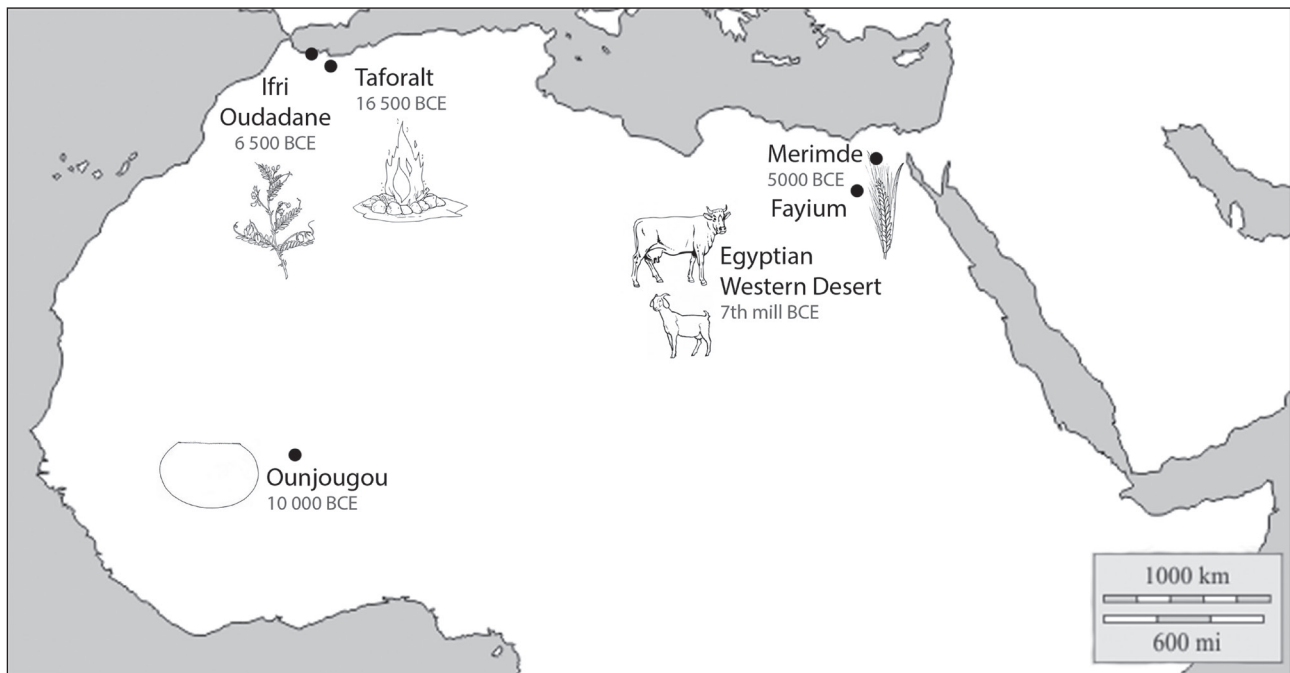 Ifri
Oudadane
6 500 BCE
Taforalt
16 500 BCE
Merimde
5000 BCE
Fayium
Egyptian
Western Desert
7th mill BCE
Ounjougou
10 000 BCE
1000 km
600 mi